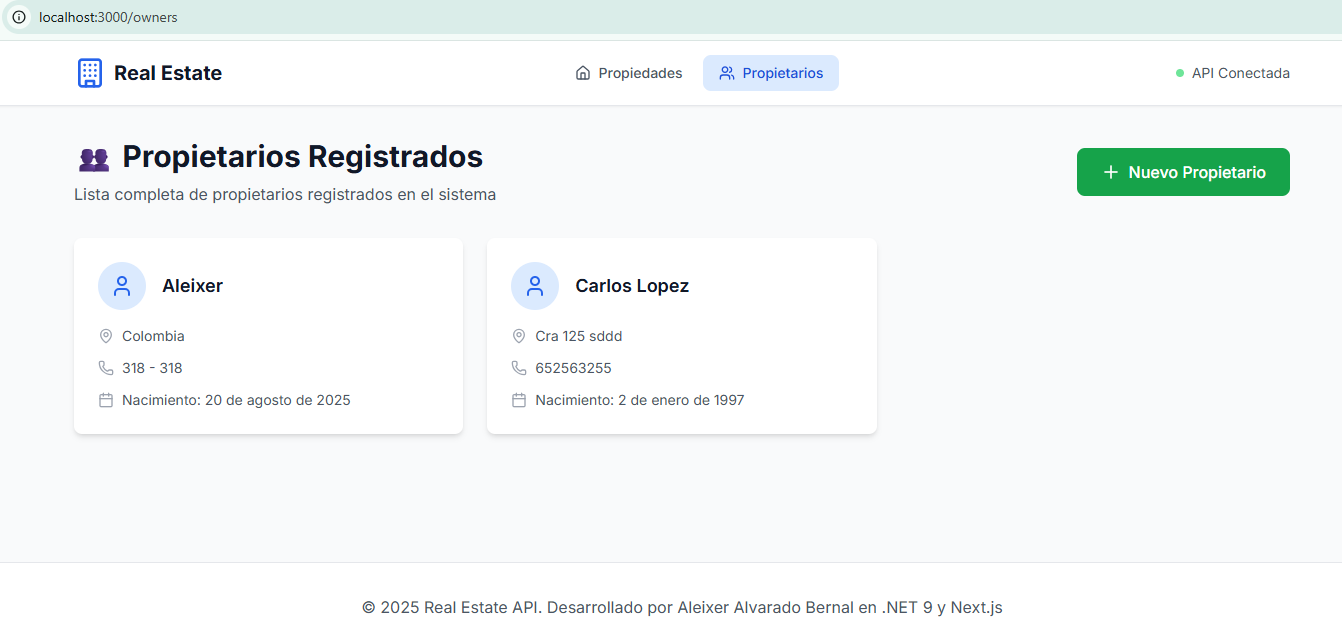 localhost:3000/owners
Real Estate
Propiedades
Propietarios
API Conectada
Propietarios Registrados
Lista completa de propietarios registrados en el sistema
+ Nuevo Propietario
Aleixer
Colombia
318 - 318
Nacimiento: 20 de agosto de 2025
Carlos Lopez
Cra 125 sddd
652563255
Nacimiento: 2 de enero de 1997
© 2025 Real Estate API. Desarrollado por Aleixer Alvarado Bernal en .NET 9 y Next.js